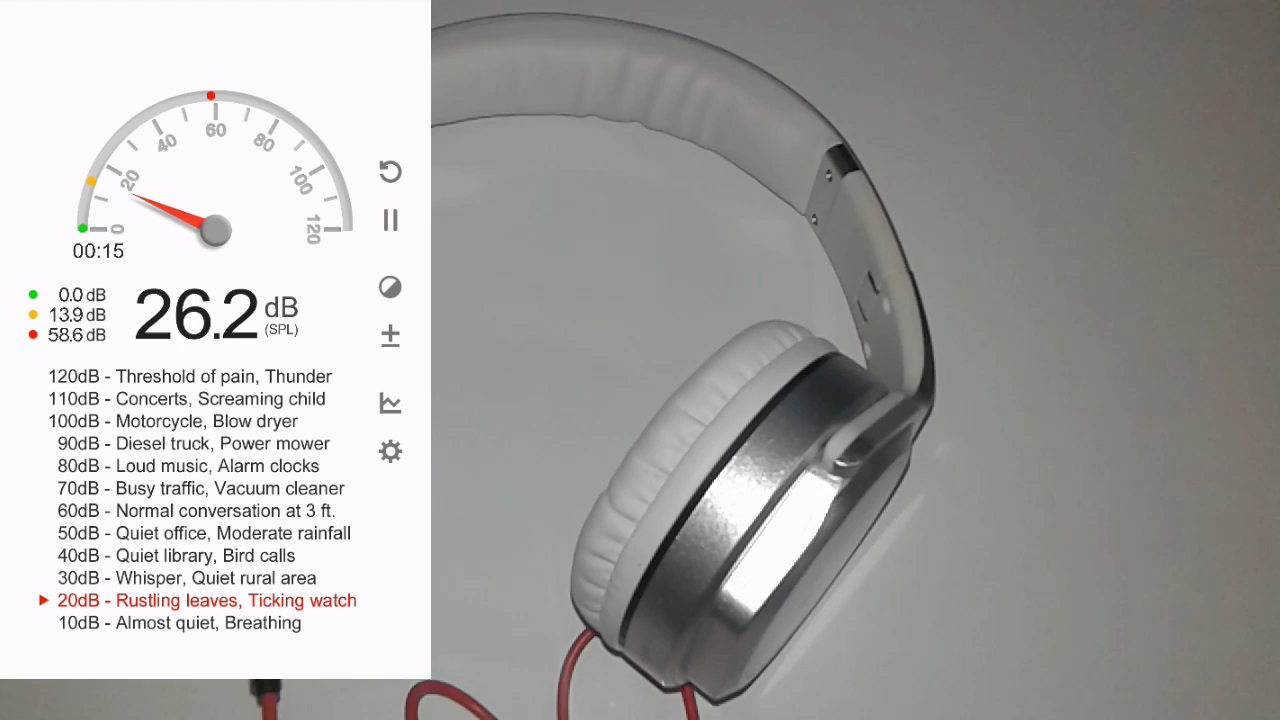 0
20
40
60
80
100
120
00:15
0.0 dB
13.9 dB
58.6 dB
26.2 dB
(SPL)
120dB - Threshold of pain, Thunder
110dB - Concerts, Screaming child
100dB - Motorcycle, Blow dryer
90dB - Diesel truck, Power mower
80dB - Loud music, Alarm clocks
70dB - Busy traffic, Vacuum cleaner
60dB - Normal conversation at 3 ft.
50dB - Quiet office, Moderate rainfall
40dB - Quiet library, Bird calls
30dB - Whisper, Quiet rural area
20dB - Rustling leaves, Ticking watch
10dB - Almost quiet, Breathing